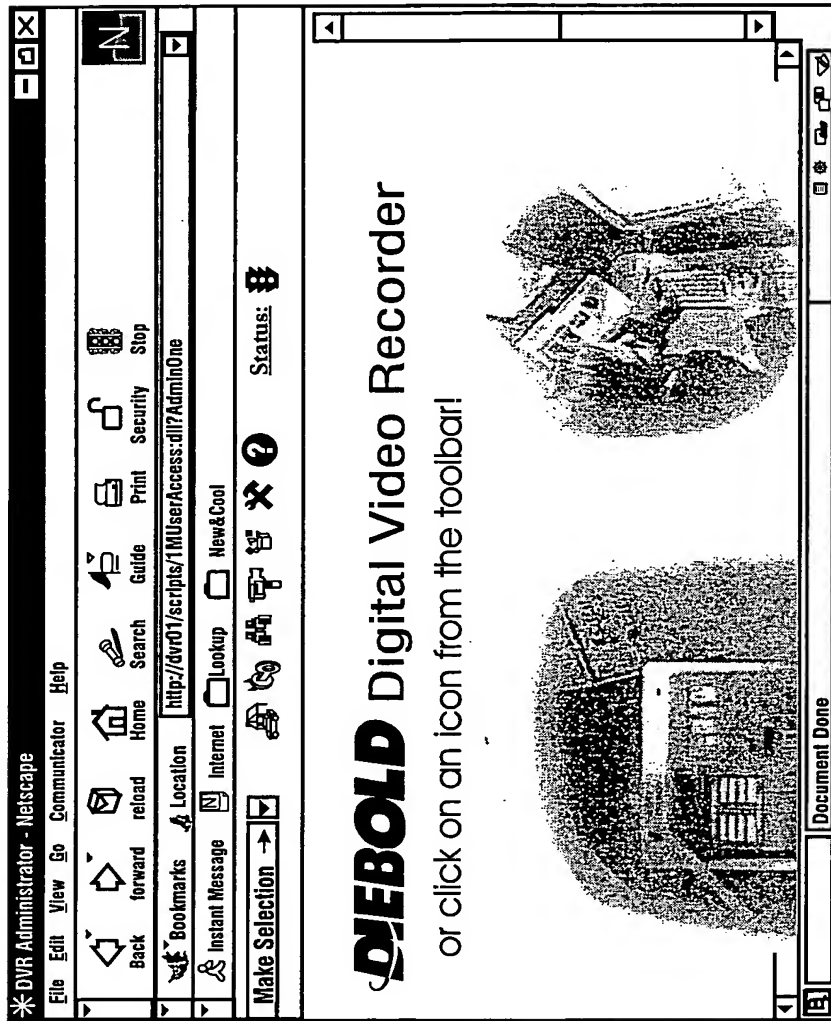 DVR Administrator - Netscape
File Edit View Go Communicator Help
Back forward reload Home Search Guide Print Security Stop
Bookmarks Location http://dvr01/scripts/1MUserAccess:dll?AdminOne
Instant Message Internet Lookup New&Cool
Make Selection → Status:
DIEBOLD Digital Video Recorder
or click on an icon from the toolbar!
Document Done